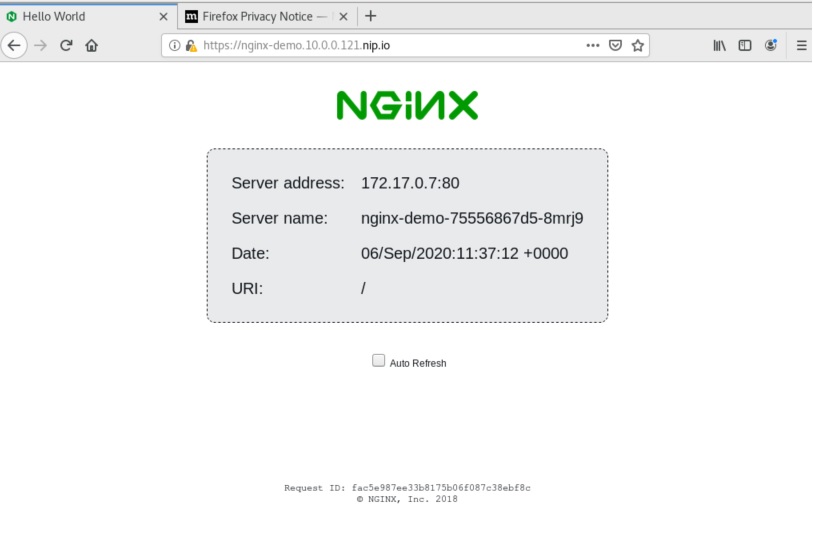 Hello World
Firefox Privacy Notice —
https://nginx-demo.10.0.0.121.nip.io
NGINX
Server address: 172.17.0.7:80
Server name: nginx-demo-75556867d5-8mrj9
Date: 06/Sep/2020:11:37:12 +0000
URI: /
Auto Refresh
Request ID: fac5e987ee33b8175b06f087c38ebf8c
© NGINX, Inc. 2018